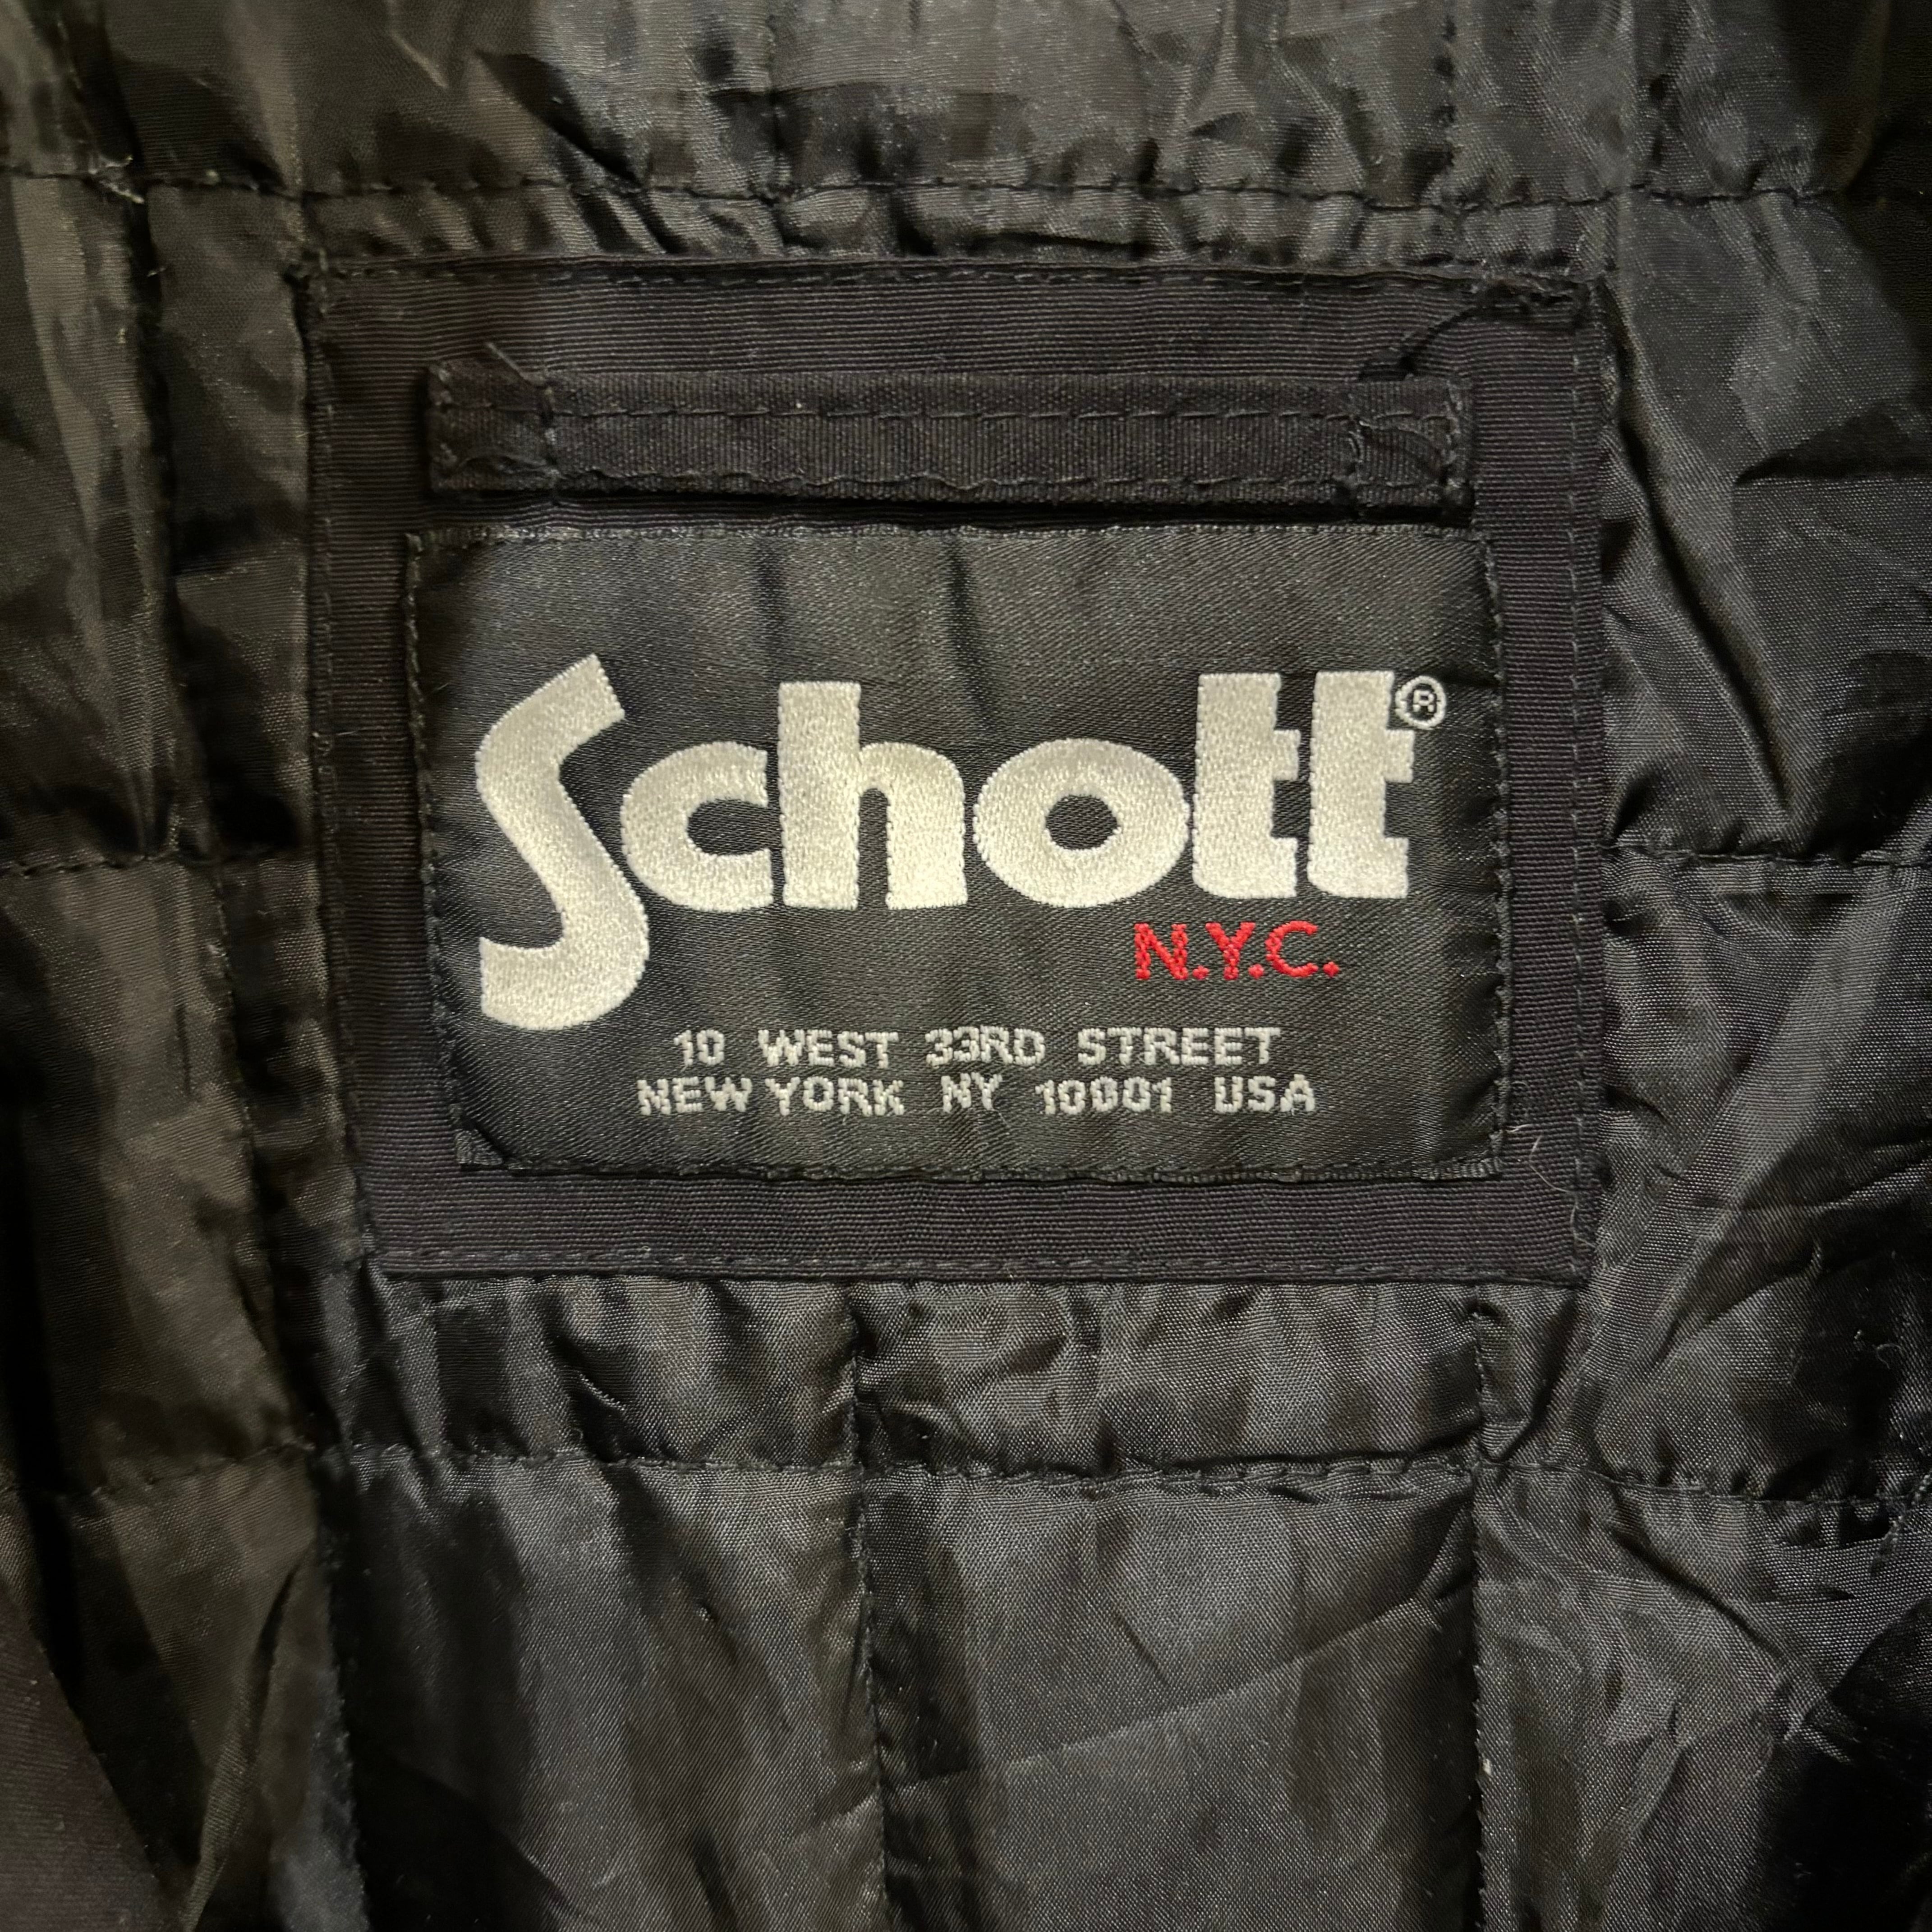 Schott®
N.Y.C.
10 WEST 33RD STREET
NEW YORK NY 10001 USA